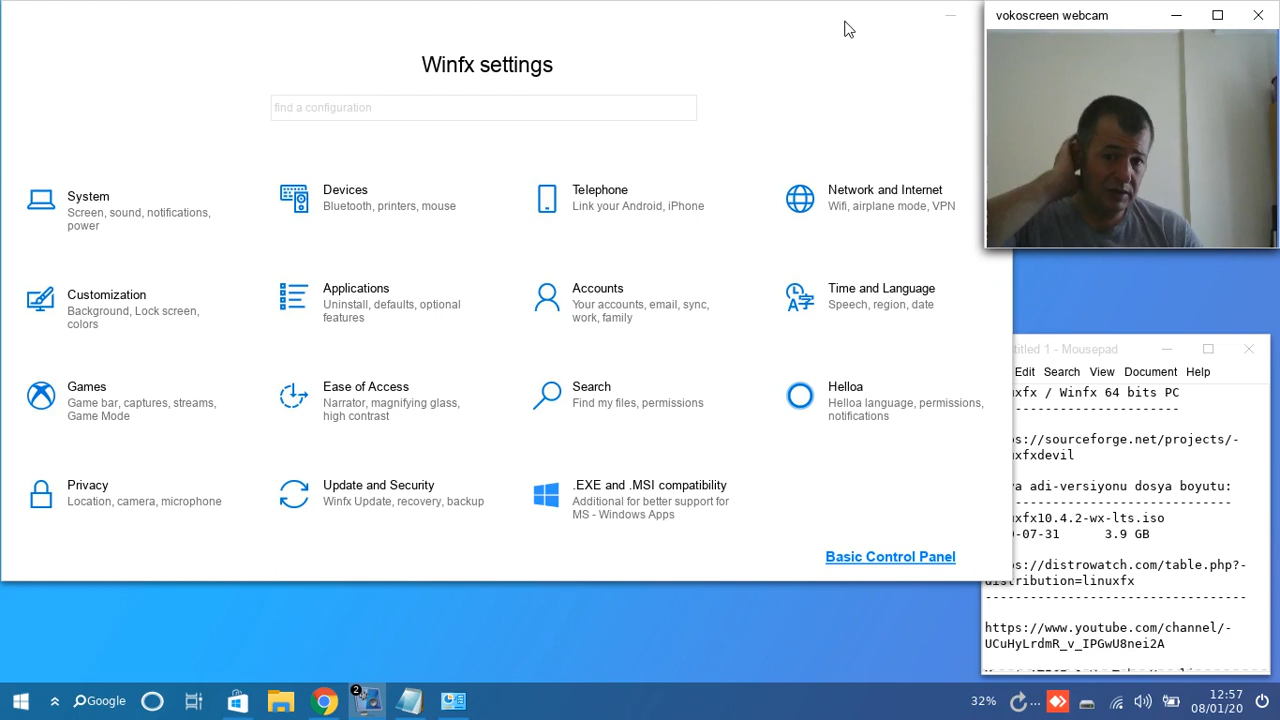 vokoscreen webcam
Winfx settings
find a configuration
System
Screen, sound, notifications,
power
Devices
Bluetooth, printers, mouse
Telephone
Link your Android, iPhone
Network and Internet
Wifi, airplane mode, VPN
Customization
Background, Lock screen,
colors
Applications
Uninstall, defaults, optional
features
Accounts
Your accounts, email, sync,
work, family
Time and Language
Speech, region, date
Games
Game bar, captures, streams,
Game Mode
Ease of Access
Narrator, magnifying glass,
high contrast
Search
Find my files, permissions
Helloa
Helloa language, permissions,
notifications
Privacy
Location, camera, microphone
Update and Security
Winfx Update, recovery, backup
.EXE and .MSI compatibility
Additional for better support for
MS - Windows Apps
Basic Control Panel
titled 1 - Mousepad
Edit Search View Document Help
uxfx / Winfx 64 bits PC
----------------------
ps://sourceforge.net/projects/-
uxfxdevil
ya adi-versiyonu dosya boyutu:
-----------------------------
uxfx10.4.2-wx-lts.iso
9-07-31 3.9 GB
ps://distrowatch.com/table.php?-
distribution=linuxfx
----------------------------------
https://www.youtube.com/channel/-
UCuHyLrdmR_v_IPGwU8nei2A
Google
2
32%
...
12:57
08/01/20